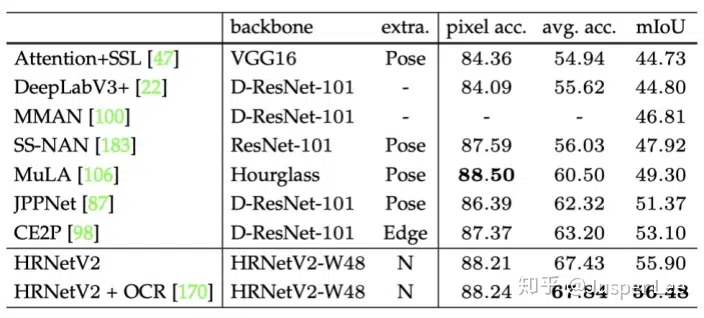 backbone extra. pixel acc. avg. acc. mIoU
Attention+SSL [47] VGG16 Pose 84.36 54.94 44.73
DeepLabV3+ [22] D-ResNet-101 - 84.09 55.62 44.80
MMAN [100] D-ResNet-101 - - - 46.81
SS-NAN [183] ResNet-101 Pose 87.59 56.03 47.92
MuLA [106] Hourglass Pose 88.50 60.50 49.30
JPPNet [87] D-ResNet-101 Pose 86.39 62.32 51.37
CE2P [98] D-ResNet-101 Edge 87.37 63.20 53.10
HRNetV2 HRNetV2-W48 N 88.21 67.43 55.90
HRNetV2 + OCR [170] HRNetV2-W48 N 88.24 67.84 56.48
知乎